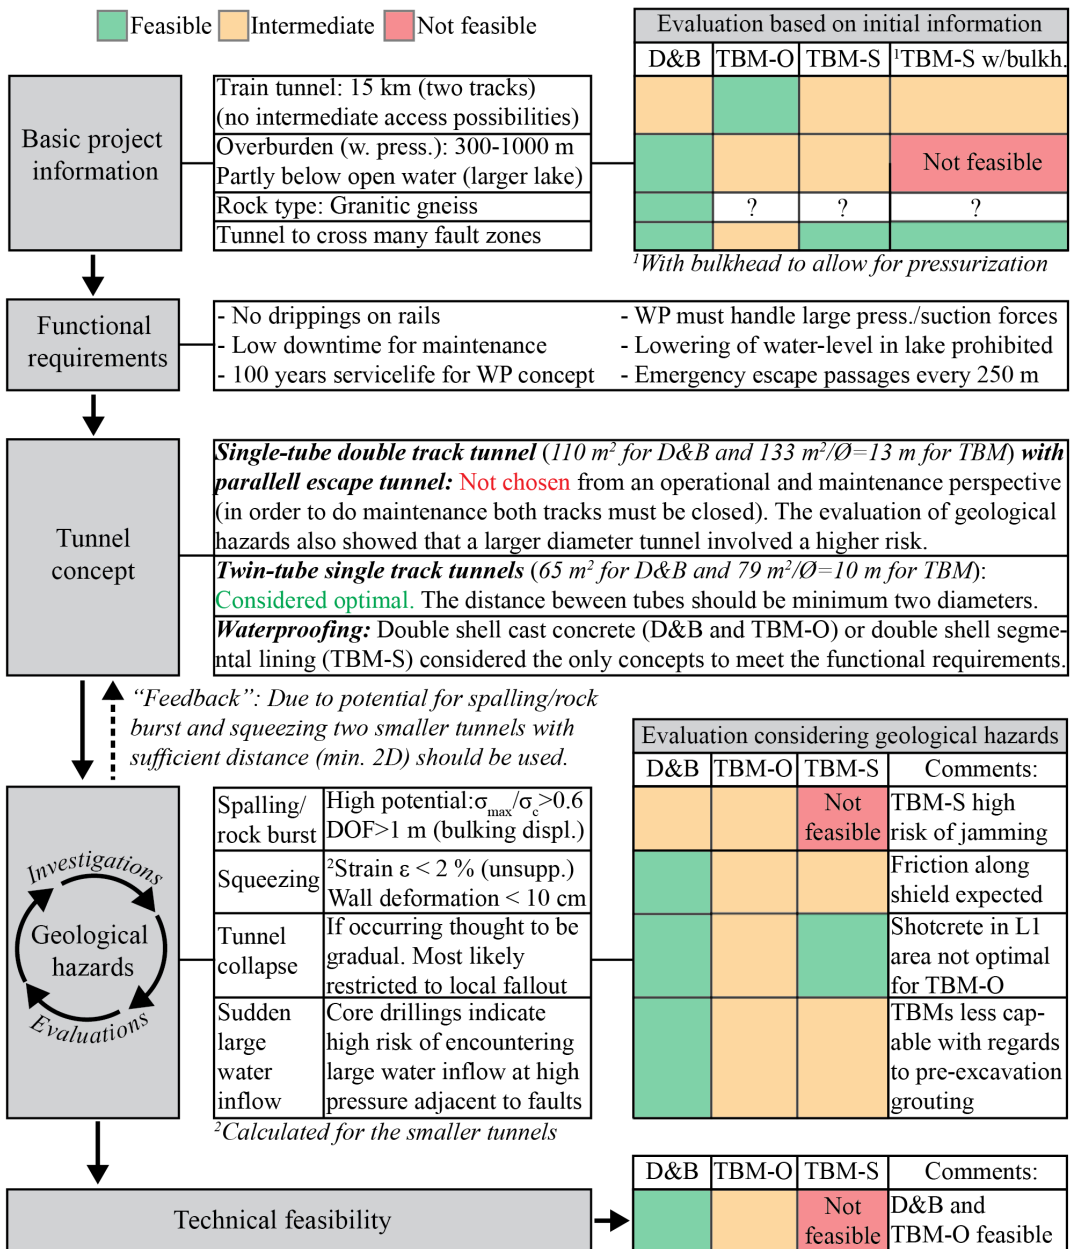 Feasible
Intermediate
Not feasible
Evaluation based on initial information
D&B
TBM-O
TBM-S
¹TBM-S w/bulkh.
Basic project
information
Train tunnel: 15 km (two tracks)
(no intermediate access possibilities)
Overburden (w. press.): 300-1000 m
Partly below open water (larger lake)
Rock type: Granitic gneiss
Tunnel to cross many fault zones
Not feasible
?
?
?
¹With bulkhead to allow for pressurization
Functional
requirements
- No drippings on rails
- Low downtime for maintenance
- 100 years servicelife for WP concept
- WP must handle large press./suction forces
- Lowering of water-level in lake prohibited
- Emergency escape passages every 250 m
Tunnel
concept
Single-tube double track tunnel (110 m² for D&B and 133 m²/Ø=13 m for TBM) with
parallell escape tunnel: Not chosen from an operational and maintenance perspective
(in order to do maintenance both tracks must be closed). The evaluation of geological
hazards also showed that a larger diameter tunnel involved a higher risk.
Twin-tube single track tunnels (65 m² for D&B and 79 m²/Ø=10 m for TBM):
Considered optimal. The distance beween tubes should be minimum two diameters.
Waterproofing: Double shell cast concrete (D&B and TBM-O) or double shell segme-
ntal lining (TBM-S) considered the only concepts to meet the functional requirements.
“Feedback”: Due to potential for spalling/rock
burst and squeezing two smaller tunnels with
sufficient distance (min. 2D) should be used.
Evaluation considering geological hazards
D&B
TBM-O
TBM-S
Comments:
Investigations
Geological
hazards
Evaluations
Spalling/
rock burst
High potential:σmax/σc>0.6
DOF>1 m (bulking displ.)
Not
feasible
TBM-S high
risk of jamming
Squeezing
²Strain ε < 2 % (unsupp.)
Wall deformation < 10 cm
Friction along
shield expected
Tunnel
collapse
If occurring thought to be
gradual. Most likely
restricted to local fallout
Shotcrete in L1
area not optimal
for TBM-O
Sudden
large
water
inflow
Core drillings indicate
high risk of encountering
large water inflow at high
pressure adjacent to faults
TBMs less cap-
able with regards
to pre-excavation
grouting
²Calculated for the smaller tunnels
Technical feasibility
D&B
TBM-O
TBM-S
Comments:
Not
feasible
D&B and
TBM-O feasible